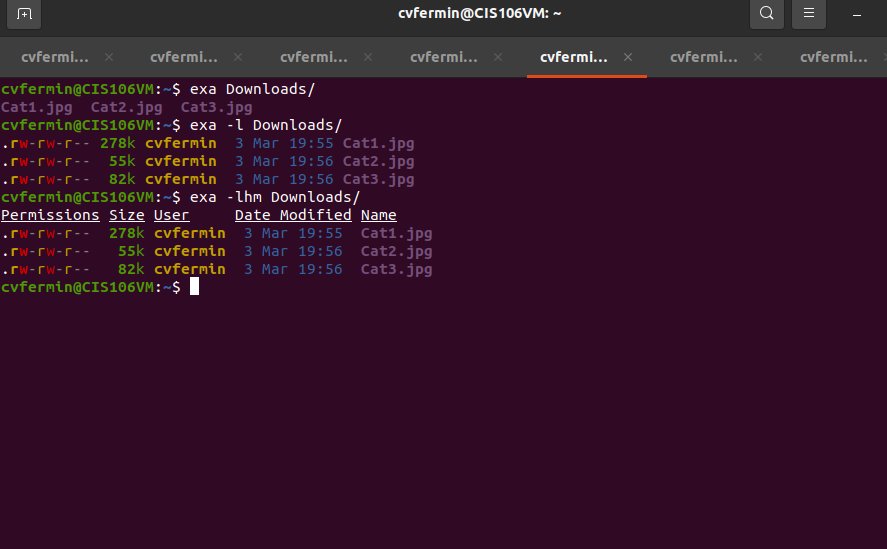 cvfermin@CIS106VM: ~
cvfermi... × cvfermi... × cvfermi... × cvfermi... × cvfermi... × cvfermi... × cvfermi...
cvfermin@CIS106VM:~$ exa Downloads/
Cat1.jpg  Cat2.jpg  Cat3.jpg
cvfermin@CIS106VM:~$ exa -l Downloads/
.rw-rw-r-- 278k cvfermin  3 Mar 19:55 Cat1.jpg
.rw-rw-r--  55k cvfermin  3 Mar 19:56 Cat2.jpg
.rw-rw-r--  82k cvfermin  3 Mar 19:56 Cat3.jpg
cvfermin@CIS106VM:~$ exa -lhm Downloads/
Permissions Size User     Date Modified Name
.rw-rw-r--  278k cvfermin  3 Mar 19:55  Cat1.jpg
.rw-rw-r--   55k cvfermin  3 Mar 19:56  Cat2.jpg
.rw-rw-r--   82k cvfermin  3 Mar 19:56  Cat3.jpg
cvfermin@CIS106VM:~$